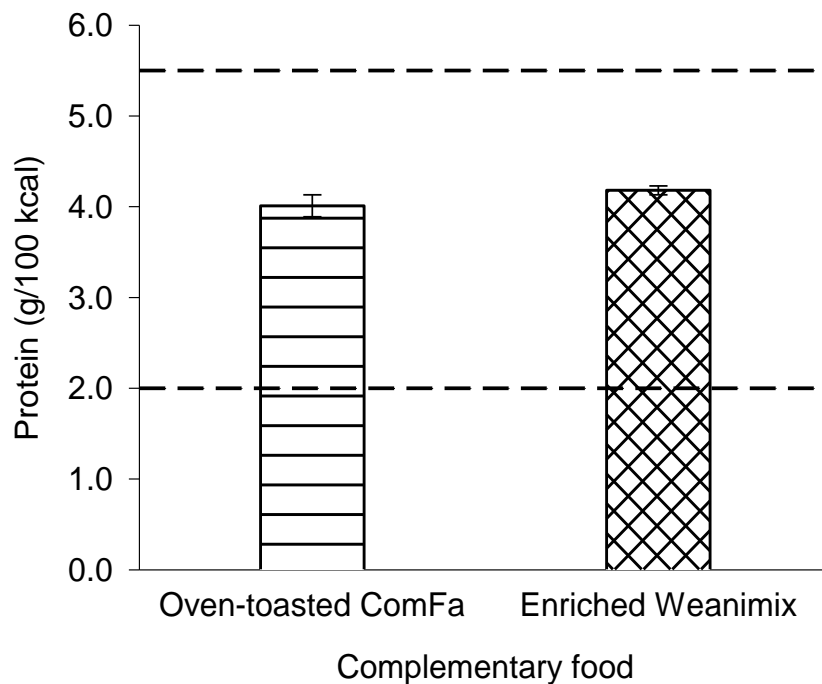 6.0
5.0
4.0
3.0
2.0
1.0
0.0
Protein (g/100 kcal)
Oven-toasted ComFa
Enriched Weanimix
Complementary food